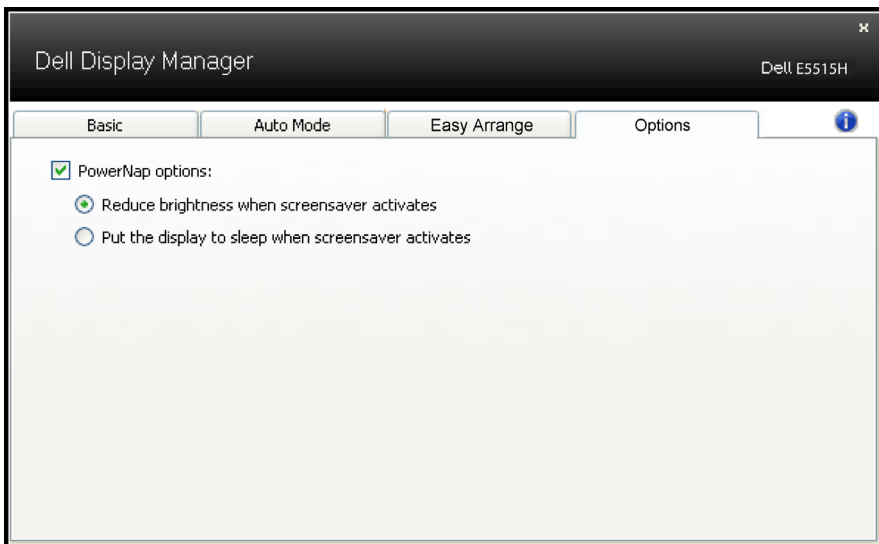 x
Dell Display Manager
Dell E5515H
Basic Auto Mode Easy Arrange Options i
PowerNap options:
Reduce brightness when screensaver activates
Put the display to sleep when screensaver activates